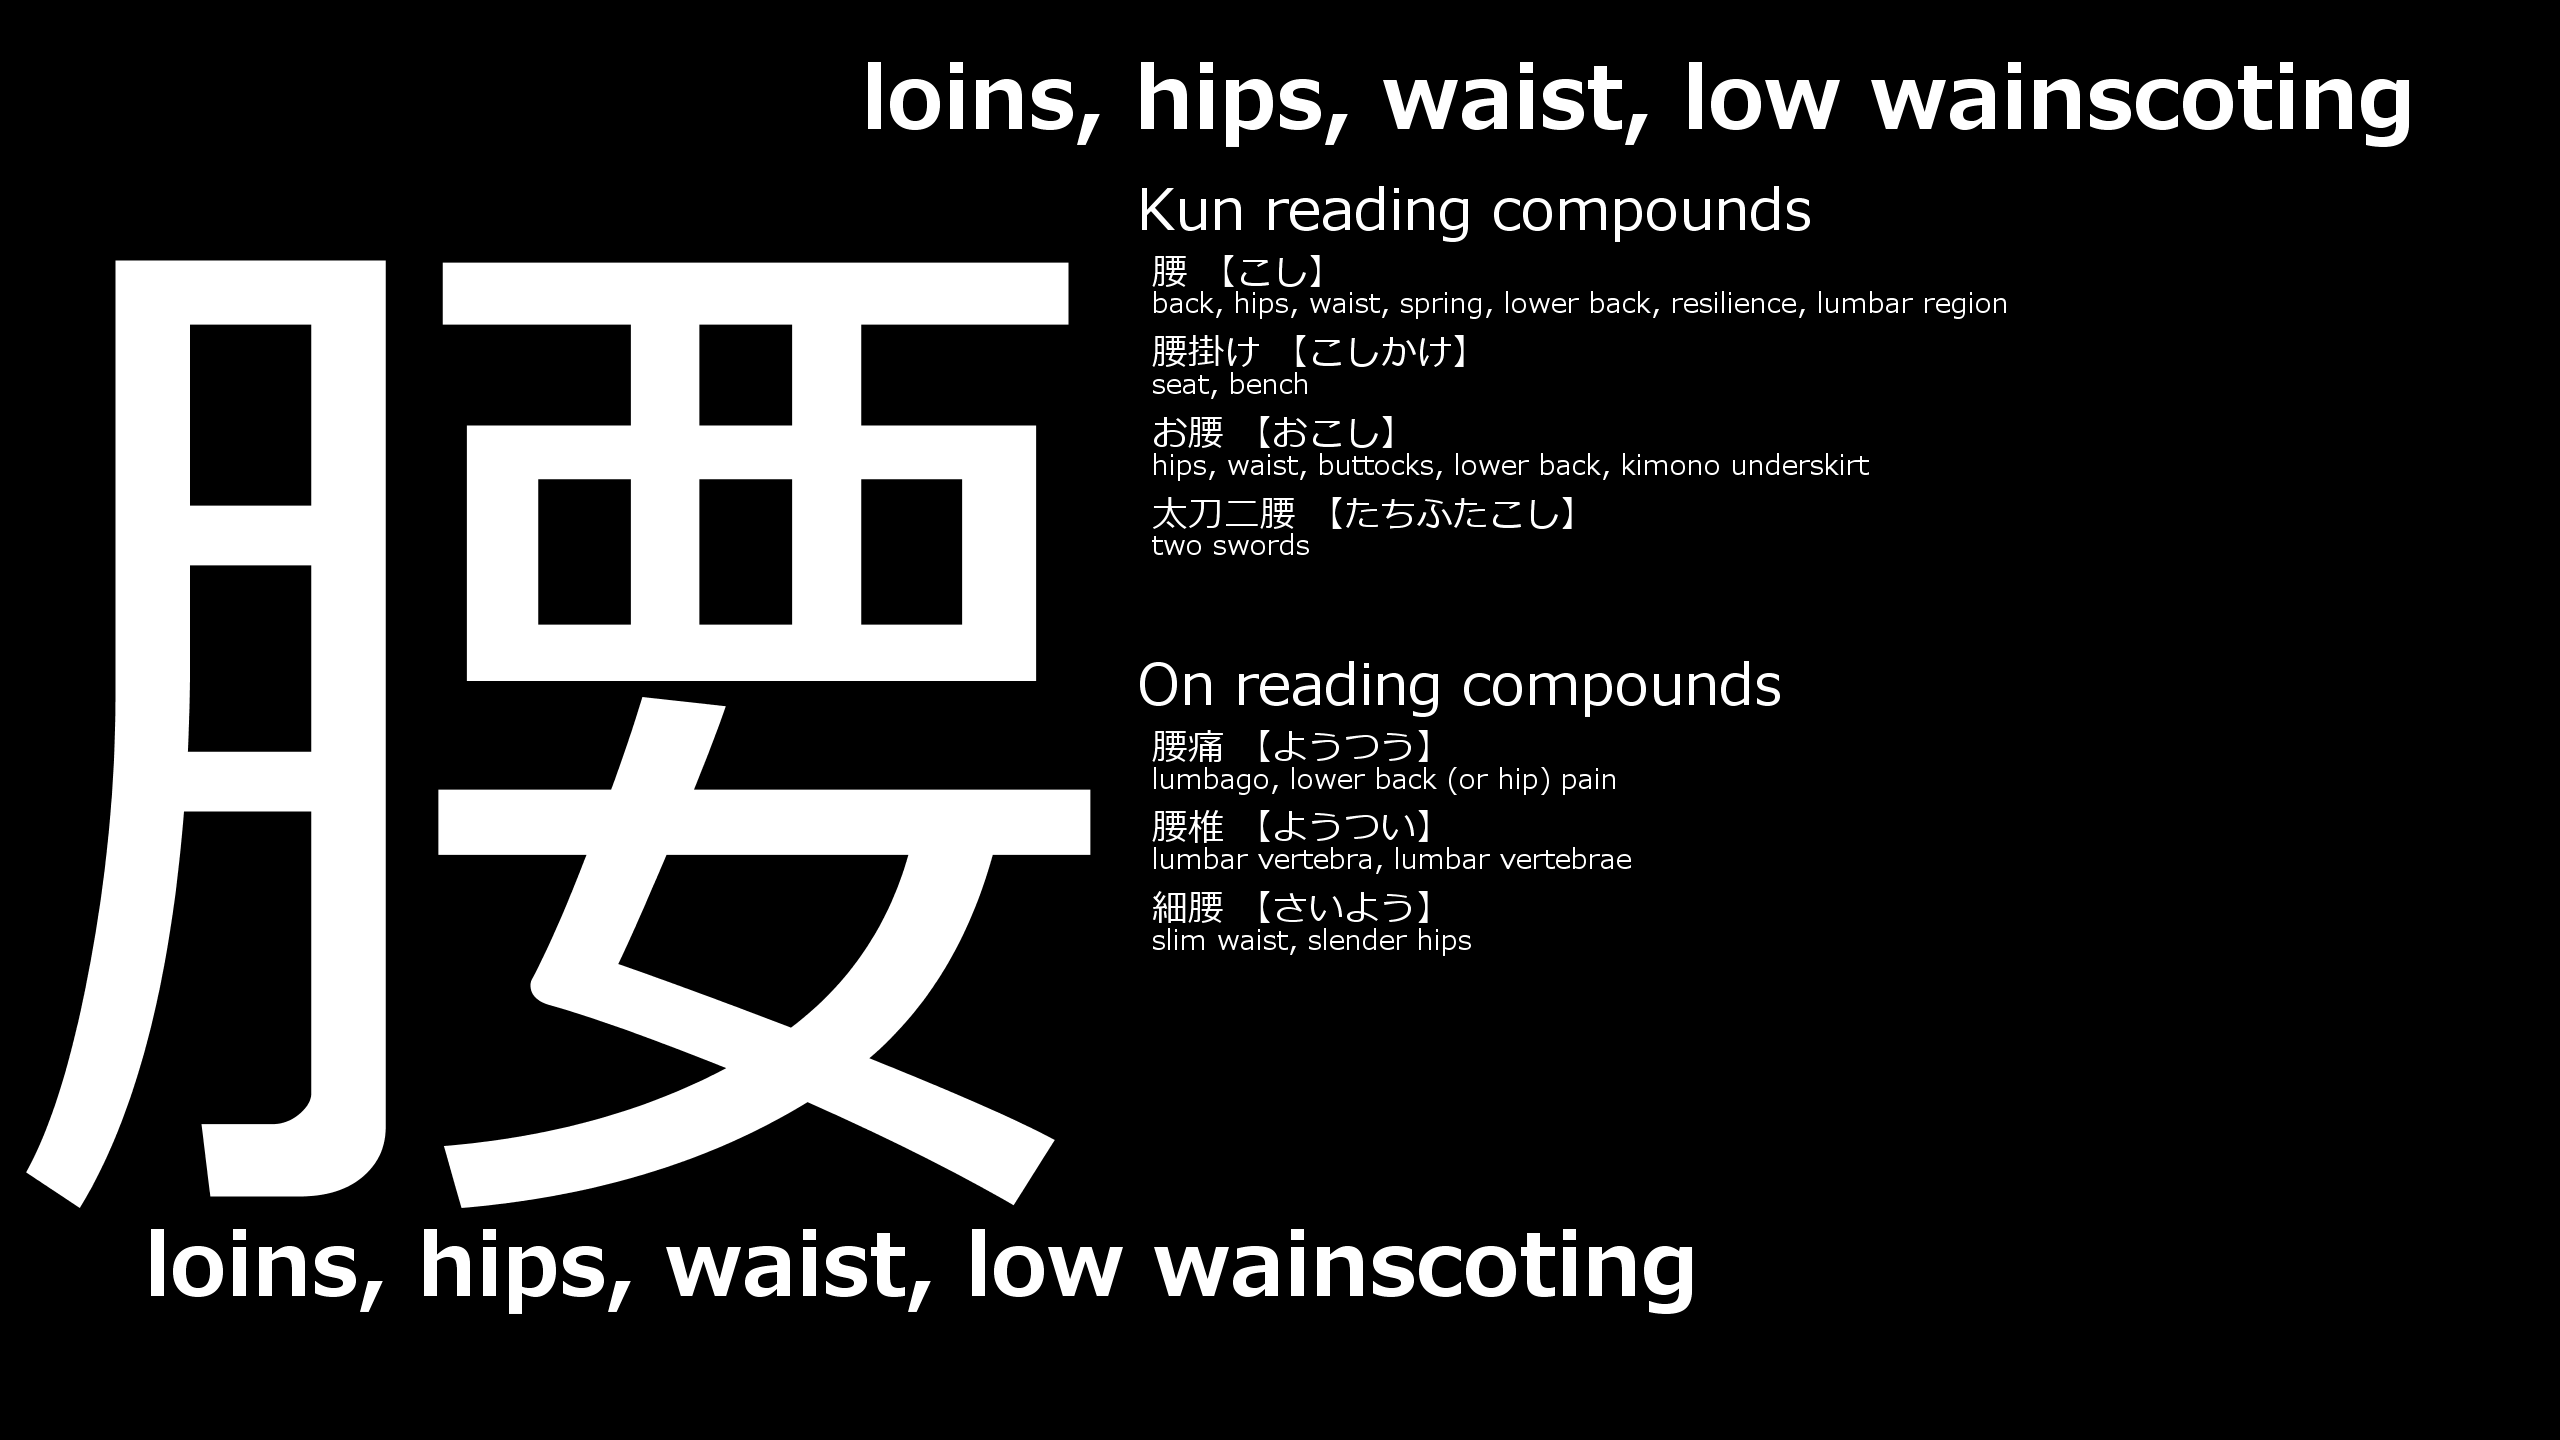 loins, hips, waist, low wainscoting
腰
Kun reading compounds
腰 【こし】
back, hips, waist, spring, lower back, resilience, lumbar region
腰掛け 【こしかけ】
seat, bench
お腰 【おこし】
hips, waist, buttocks, lower back, kimono underskirt
太刀二腰 【たちふたこし】
two swords
On reading compounds
腰痛 【ようつう】
lumbago, lower back (or hip) pain
腰椎 【ようつい】
lumbar vertebra, lumbar vertebrae
細腰 【さいよう】
slim waist, slender hips
loins, hips, waist, low wainscoting